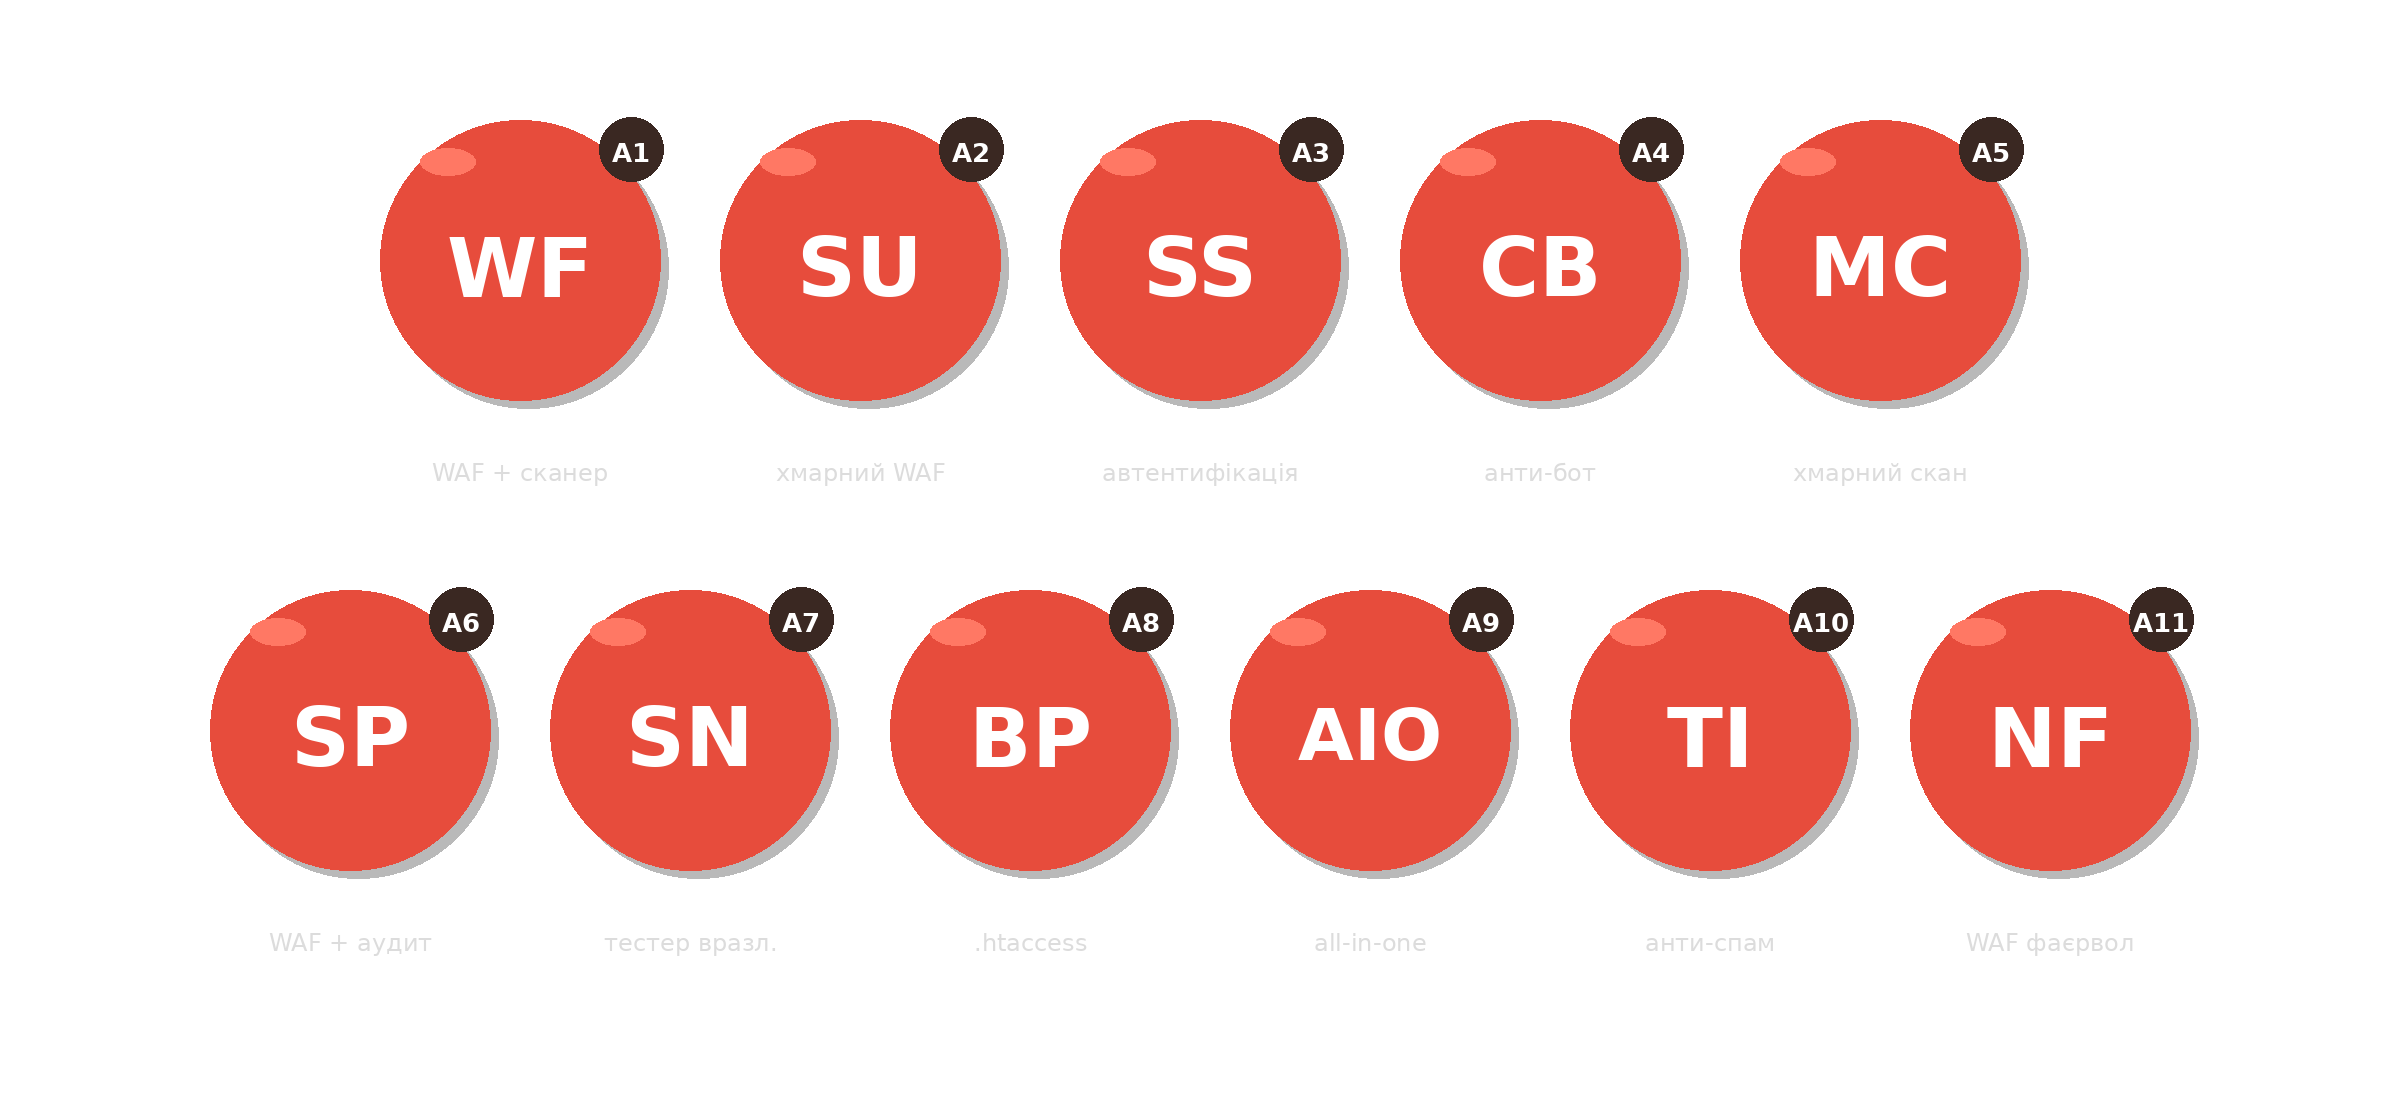 A1
A2
A3
A4
A5
WF
SU
SS
CB
MC
WAF + сканер
хмарний WAF
автентифікація
анти-бот
хмарний скан
A6
A7
A8
A9
A10
A11
SP
SN
BP
AIO
TI
NF
WAF + аудит
тестер вразл.
.htaccess
all-in-one
анти-спам
WAF фаєрвол